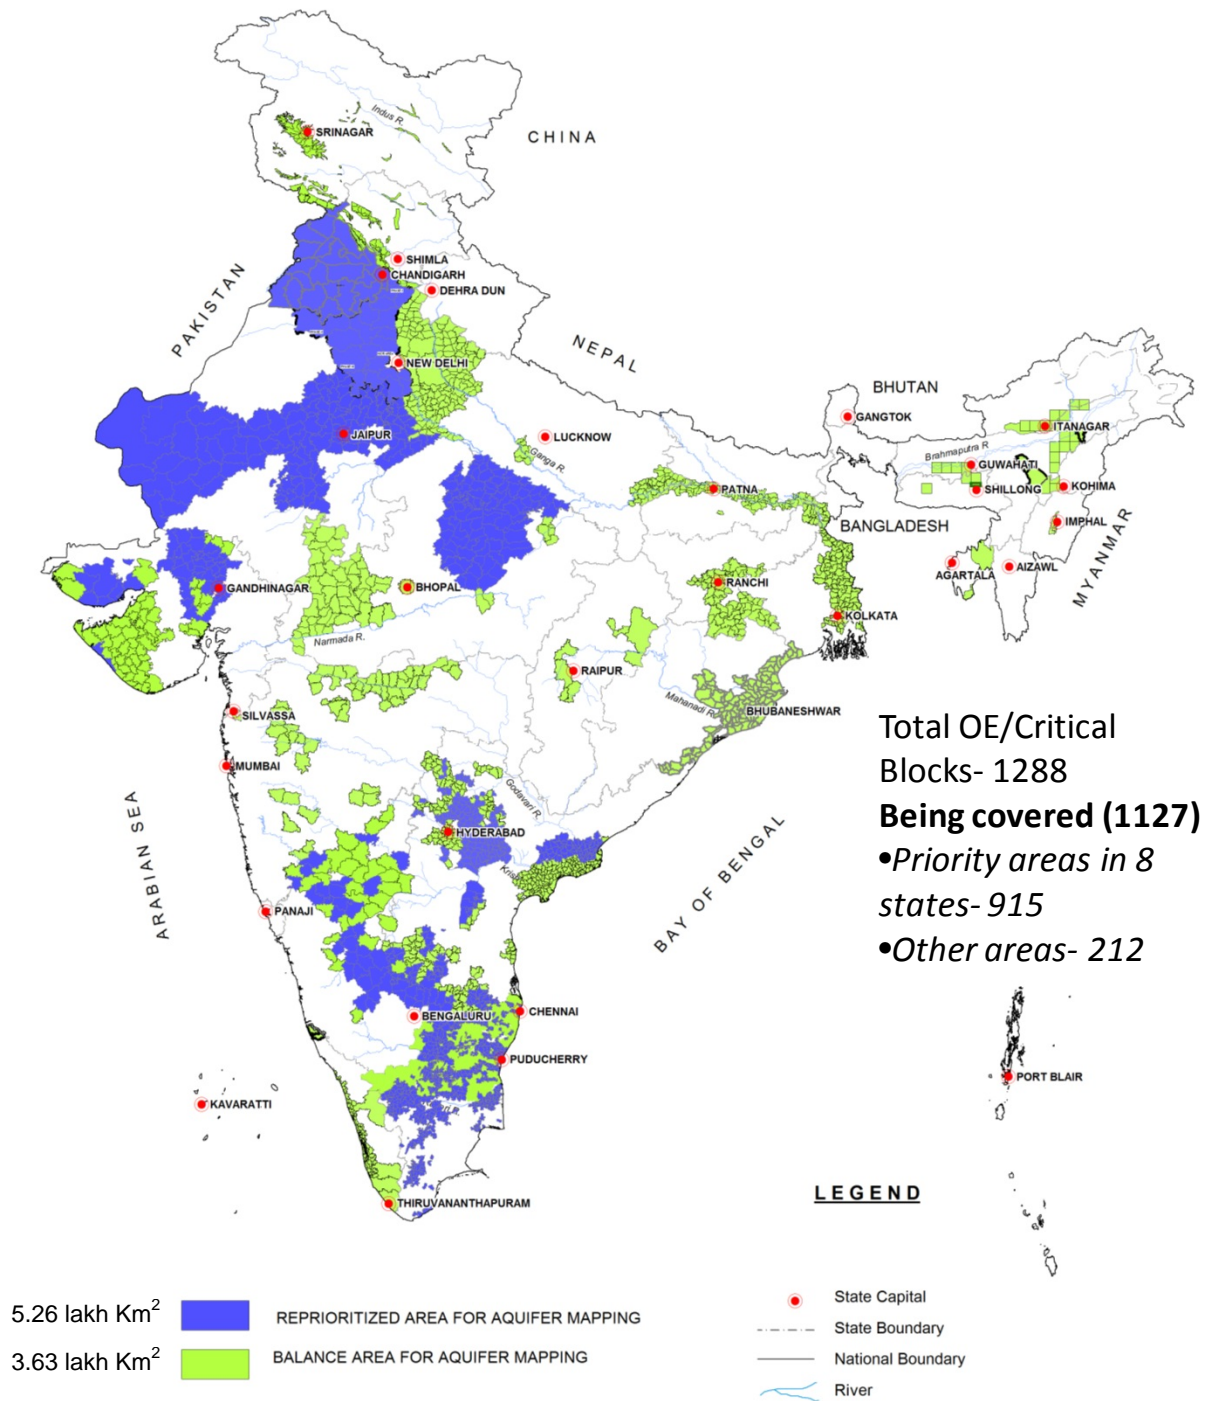 Indus R.
SRINAGAR
CHINA
SHIMLA
CHANDIGARH
DEHRA DUN
PAKISTAN
NEPAL
NEW DELHI
BHUTAN
GANGTOK
ITANAGAR
JAIPUR
LUCKNOW
Ganga R.
Brahmaputra R
GUWAHATI
PATNA
SHILLONG
KOHIMA
BANGLADESH
IMPHAL
MYANMAR
AGARTALA
AIZAWL
GANDHINAGAR
BHOPAL
RANCHI
KOLKATA
Narmada R.
RAIPUR
Mahanadi R.
BHUBANESHWAR
SILVASSA
MUMBAI
Godavari R.
HYDERABAD
ARABIAN SEA
BAY OF BENGAL
PANAJI
BENGALURU
CHENNAI
PUDUCHERRY
KAVARATTI
PORT BLAIR
THIRUVANANTHAPURAM
Total OE/Critical
Blocks- 1288
Being covered (1127)
•Priority areas in 8
states- 915
•Other areas- 212
LEGEND
5.26 lakh Km²
REPRIORITIZED AREA FOR AQUIFER MAPPING
3.63 lakh Km²
BALANCE AREA FOR AQUIFER MAPPING
State Capital
State Boundary
National Boundary
River